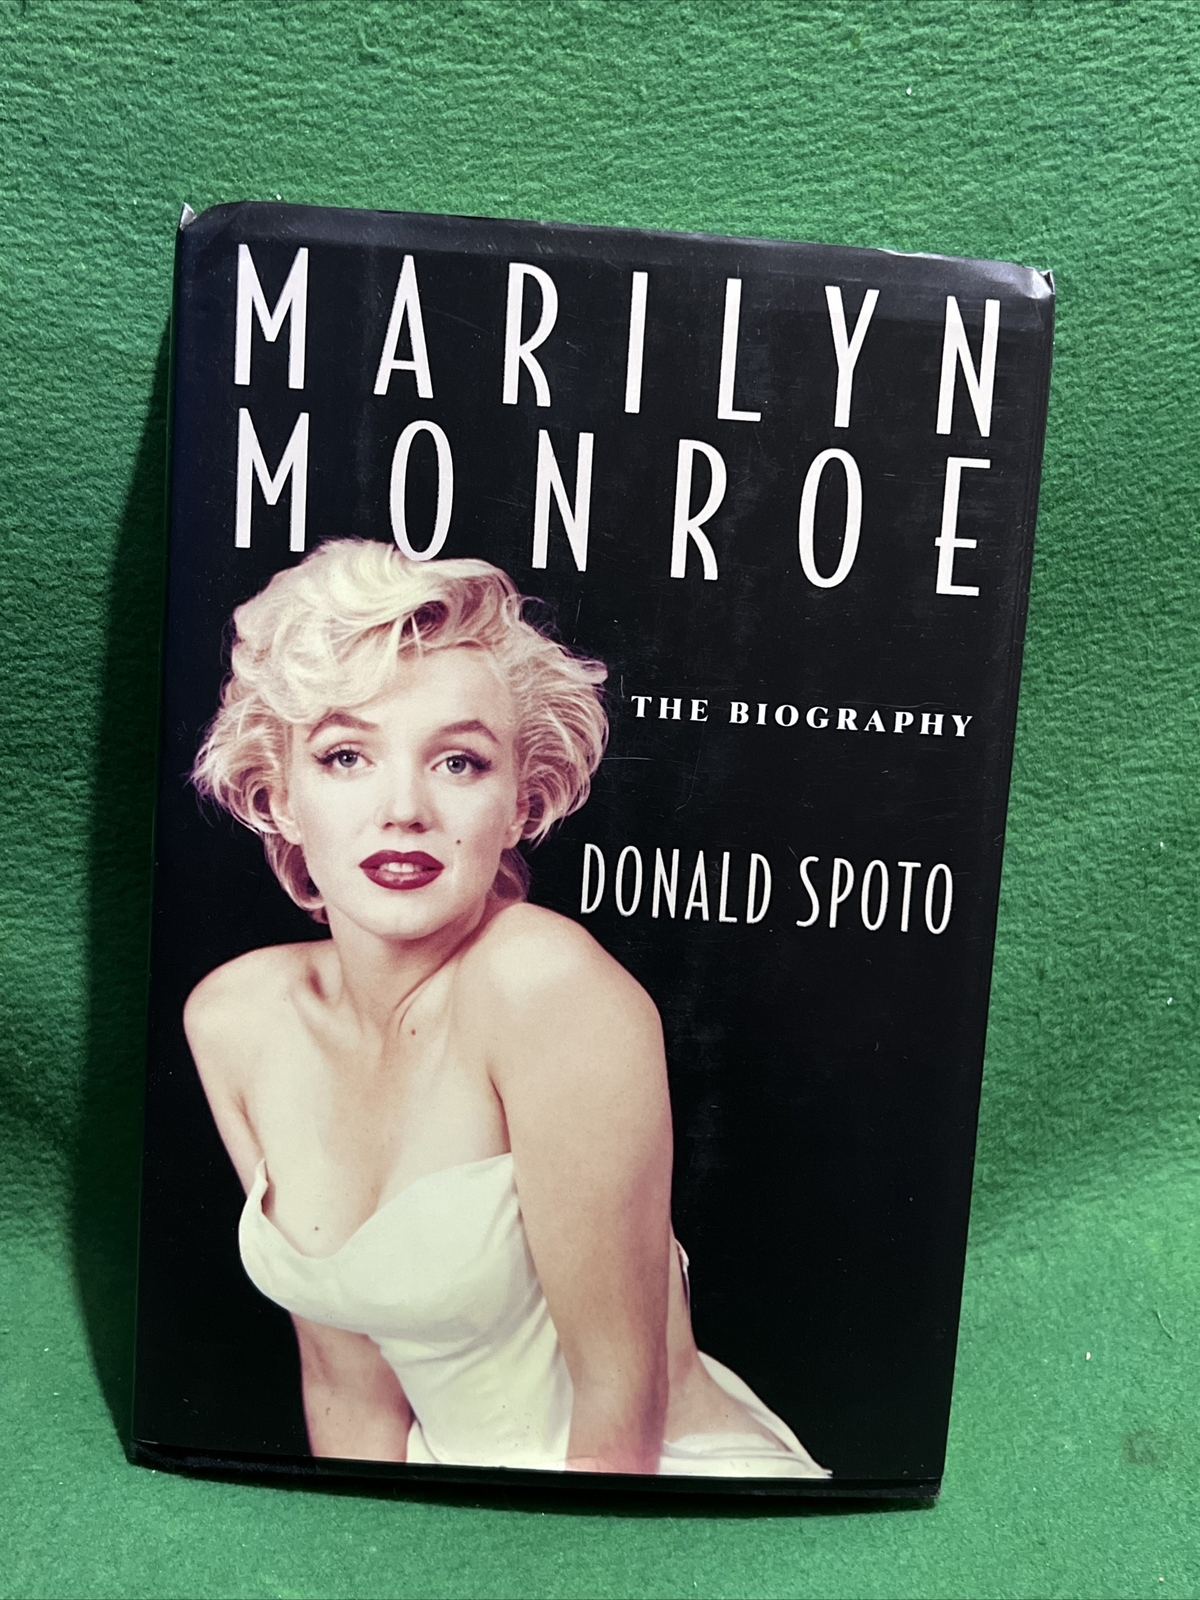 MARILYN
MONROE
THE BIOGRAPHY
DONALD SPOTO